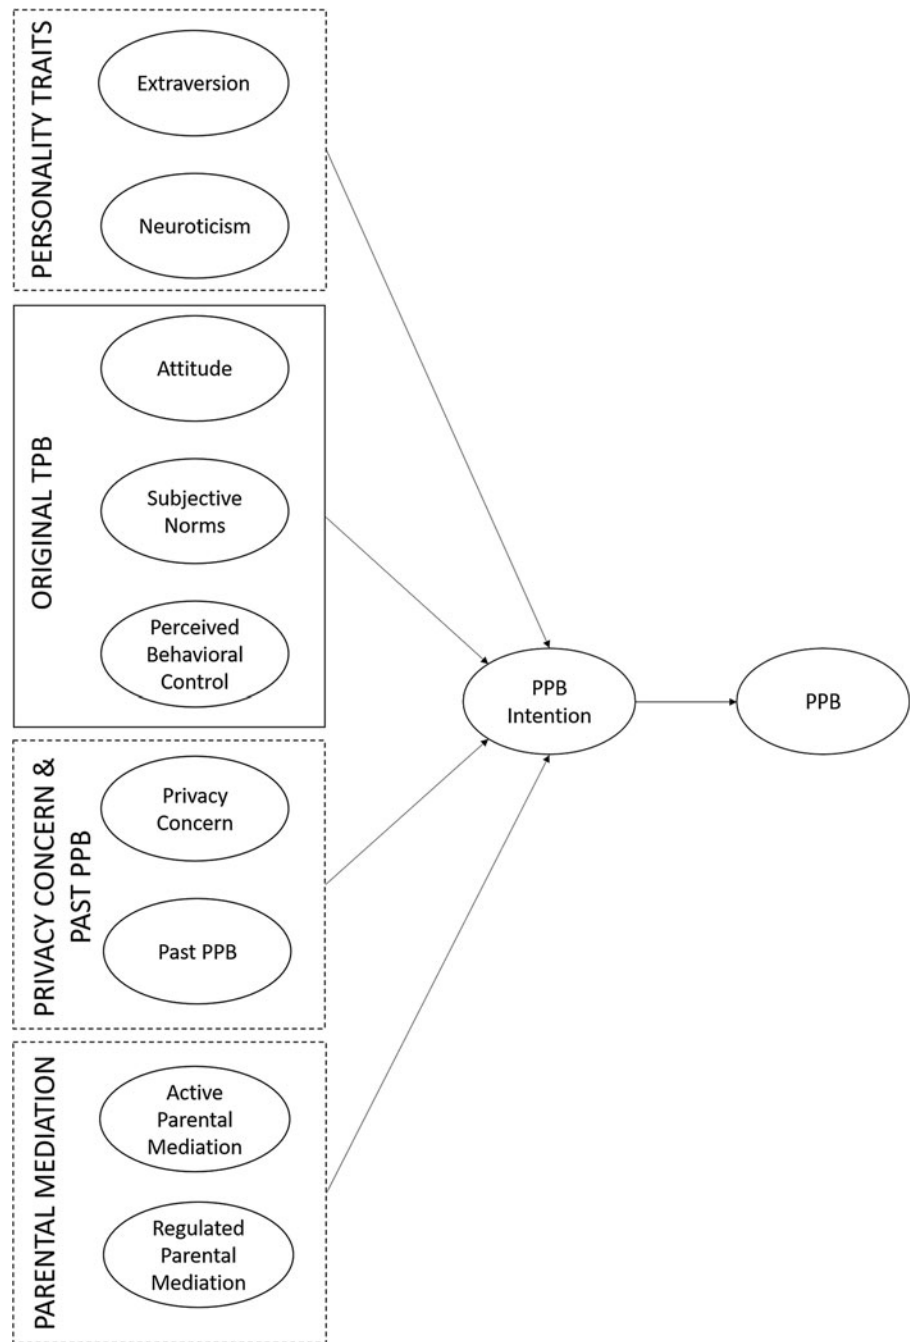 PERSONALITY TRAITS
Extraversion
Neuroticism
ORIGINAL TPB
Attitude
Subjective
Norms
Perceived
Behavioral
Control
PPB
Intention
PPB
PRIVACY CONCERN &
PAST PPB
Privacy
Concern
Past PPB
PARENTAL MEDIATION
Active
Parental
Mediation
Regulated
Parental
Mediation